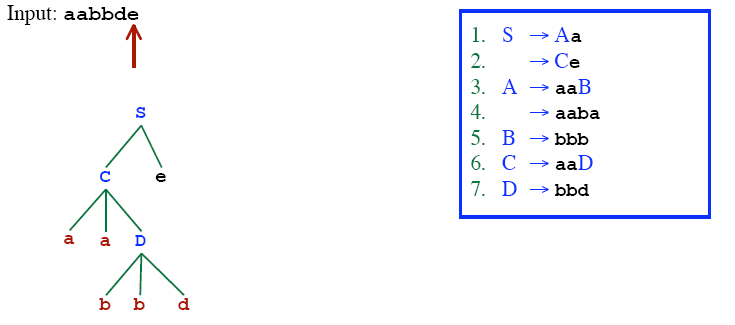 Input: aabbde
S
C e
a a D
b b d
1. S → Aa
2. → Ce
3. A → aaB
4. → aaba
5. B → bbb
6. C → aaD
7. D → bbd